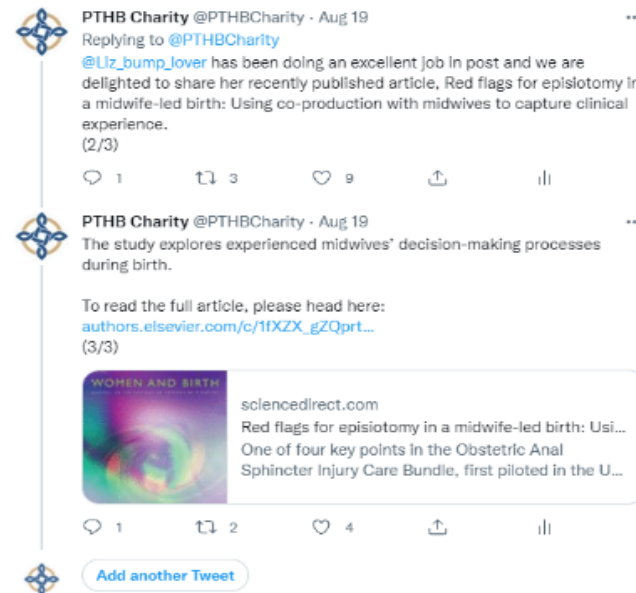 PTHB Charity @PTHBCharity · Aug 19
Replying to @PTHBCharity
@Liz_bump_lover has been doing an excellent job in post and we are
delighted to share her recently published article, Red flags for episiotomy in
a midwife-led birth: Using co-production with midwives to capture clinical
experience.
(2/3)
1 3 9
PTHB Charity @PTHBCharity · Aug 19
The study explores experienced midwives' decision-making processes
during birth.
To read the full article, please head here:
authors.elsevier.com/c/1fXZX_gZQprt...
(3/3)
WOMEN AND BIRTH
sciencedirect.com
Red flags for episiotomy in a midwife-led birth: Usi...
One of four key points in the Obstetric Anal
Sphincter Injury Care Bundle, first piloted in the U...
1 2 4
Add another Tweet